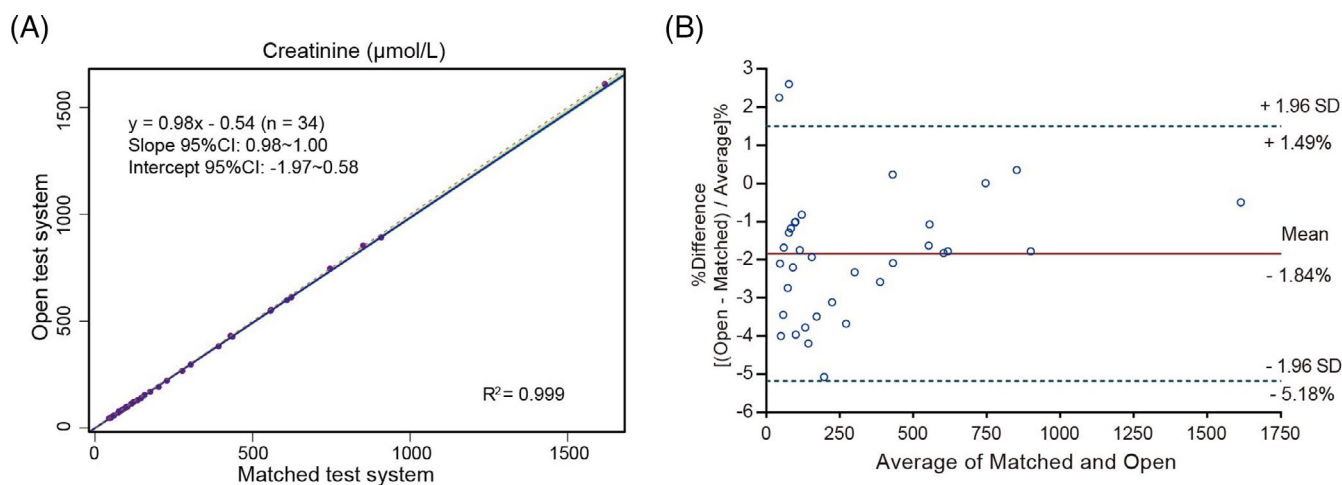 (A)
Creatinine (μmol/L)
y = 0.98x - 0.54 (n = 34)
Slope 95%CI: 0.98~1.00
Intercept 95%CI: -1.97~0.58
R² = 0.999
Open test system
0
500
1000
1500
0
500
1000
1500
Matched test system
(B)
%Difference
[(Open - Matched) / Average]%
3
2
1
0
-1
-2
-3
-4
-5
-6
+ 1.96 SD
+ 1.49%
Mean
- 1.84%
- 1.96 SD
- 5.18%
0
250
500
750
1000
1250
1500
1750
Average of Matched and Open